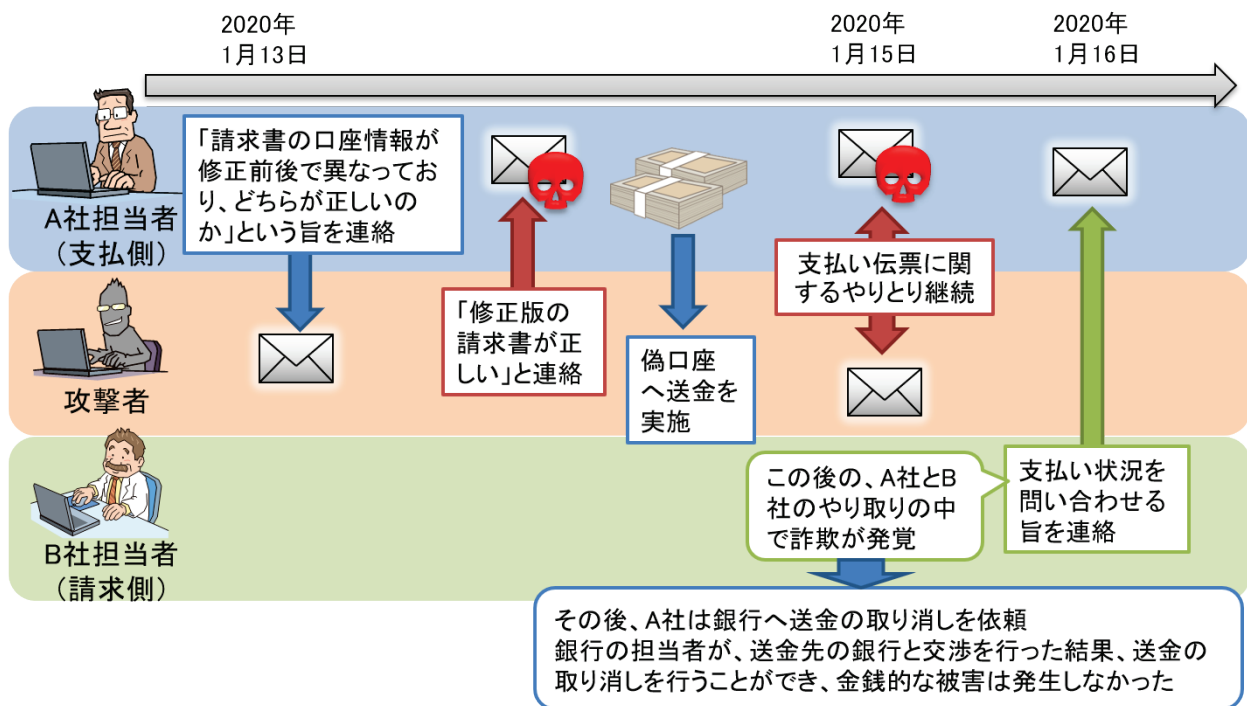 2020年
1月13日
2020年
1月15日
2020年
1月16日
A社担当者
（支払側）
「請求書の口座情報が
修正前後で異なってお
り、どちらが正しいの
か」という旨を連絡
支払い伝票に関
するやりとり継続
攻撃者
「修正版の
請求書が正
しい」と連絡
偽口座
へ送金を
実施
B社担当者
（請求側）
この後の、A社とB
社のやり取りの中
で詐欺が発覚
支払い状況を
問い合わせる
旨を連絡
その後、A社は銀行へ送金の取り消しを依頼
銀行の担当者が、送金先の銀行と交渉を行った結果、送金の
取り消しを行うことができ、金銭的な被害は発生しなかった